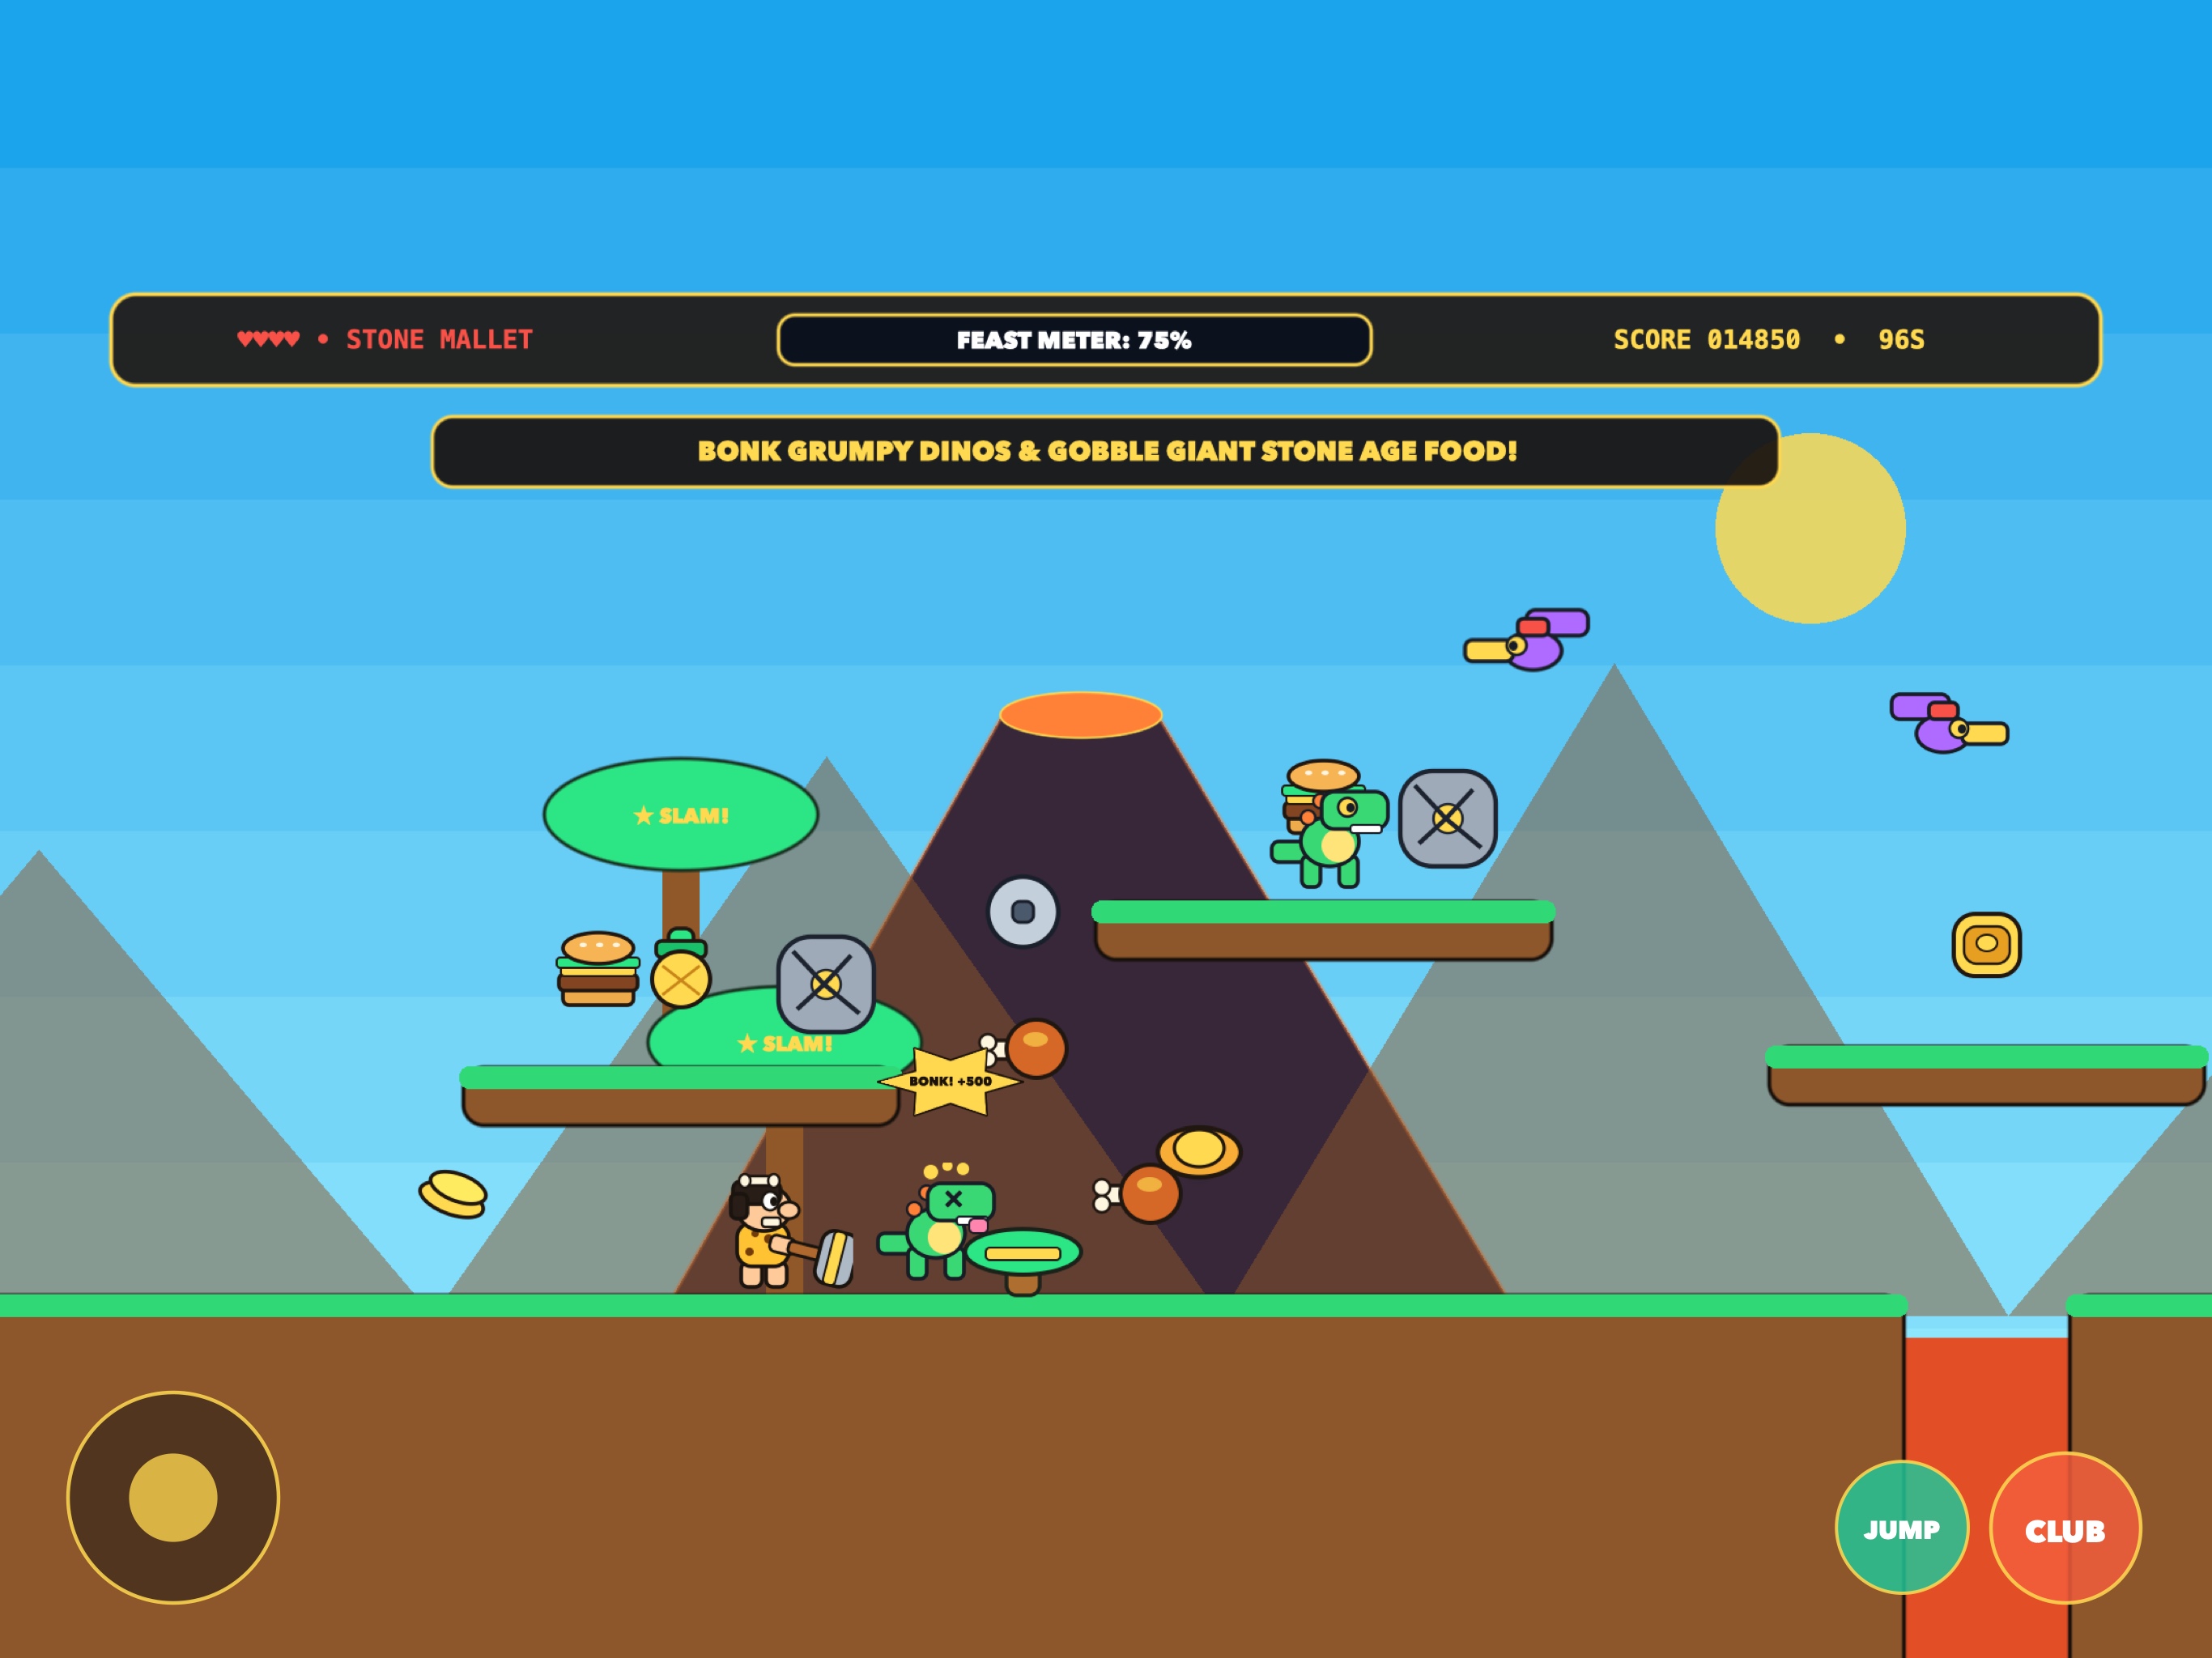 ♥♥♥♥ • STONE MALLET
FEAST METER: 75%
SCORE 014850 • 96S
BONK GRUMPY DINOS & GOBBLE GIANT STONE AGE FOOD!
★ SLAM!
★ SLAM!
BONK! +500
JUMP
CLUB